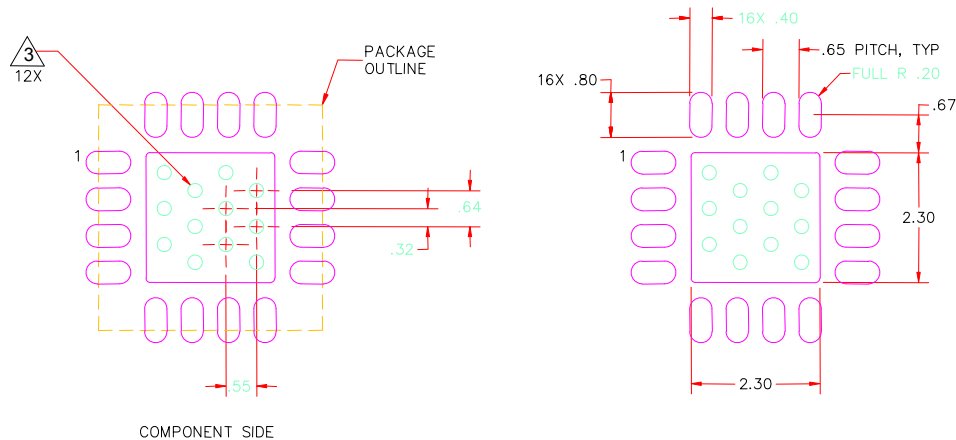 3
12X
PACKAGE
OUTLINE
1
.64
.32
.55
COMPONENT SIDE
16X .40
.65 PITCH, TYP
FULL R .20
16X .80
.67
1
2.30
2.30